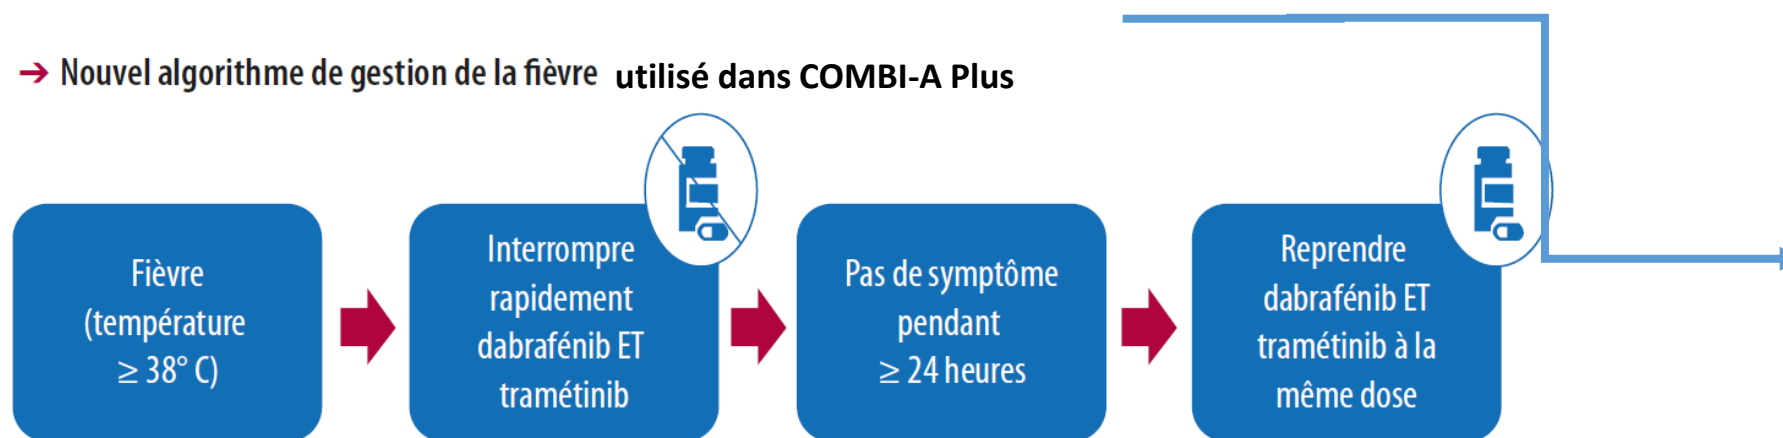 → Nouvel algorithme de gestion de la fièvre utilisé dans COMBI-A Plus
Fièvre
(température
≥ 38° C)
Interrompre
rapidement
dabrafénib ET
tramétinib
Pas de symptôme
pendant
≥ 24 heures
Reprendre
dabrafénib ET
tramétinib à la
même dose